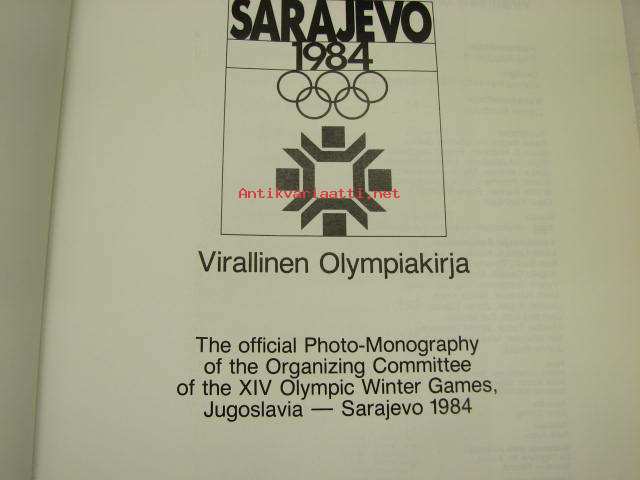 SARAJEVO
1984
Antikvariaatti.net
Virallinen Olympiakirja
The official Photo-Monography
of the Organizing Committee
of the XIV Olympic Winter Games,
Jugoslavia — Sarajevo 1984